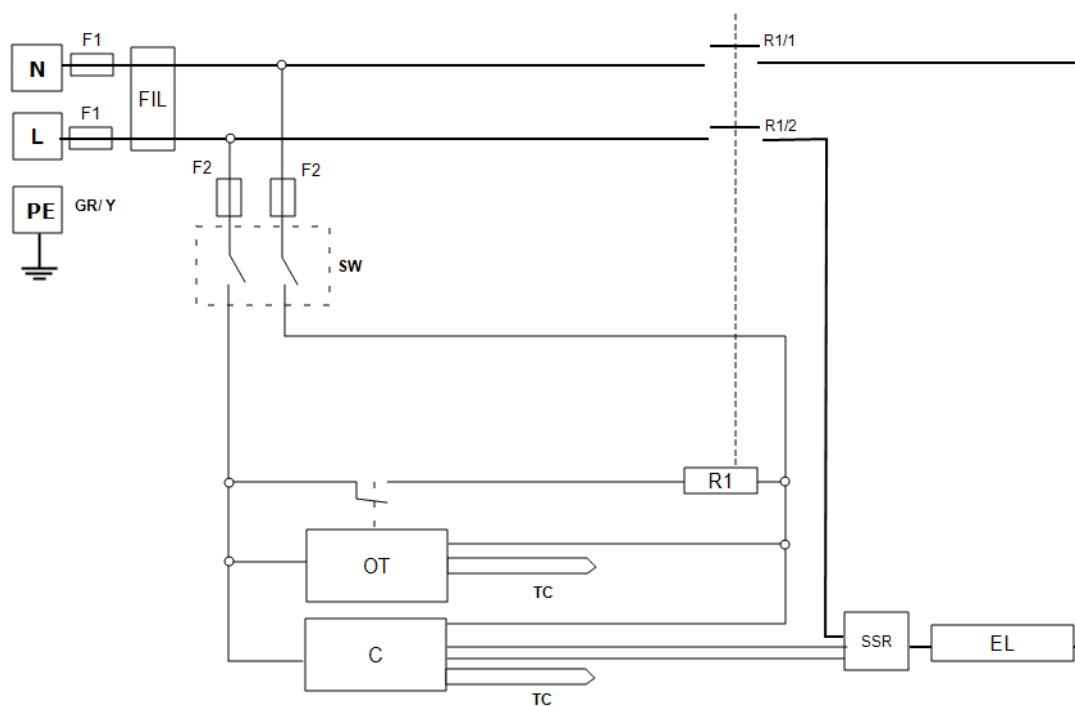 F1
R1/1
N
FIL
F1
R1/2
L
F2
F2
PE
GR/ Y
SW
R1
OT
TC
C
SSR
EL
TC